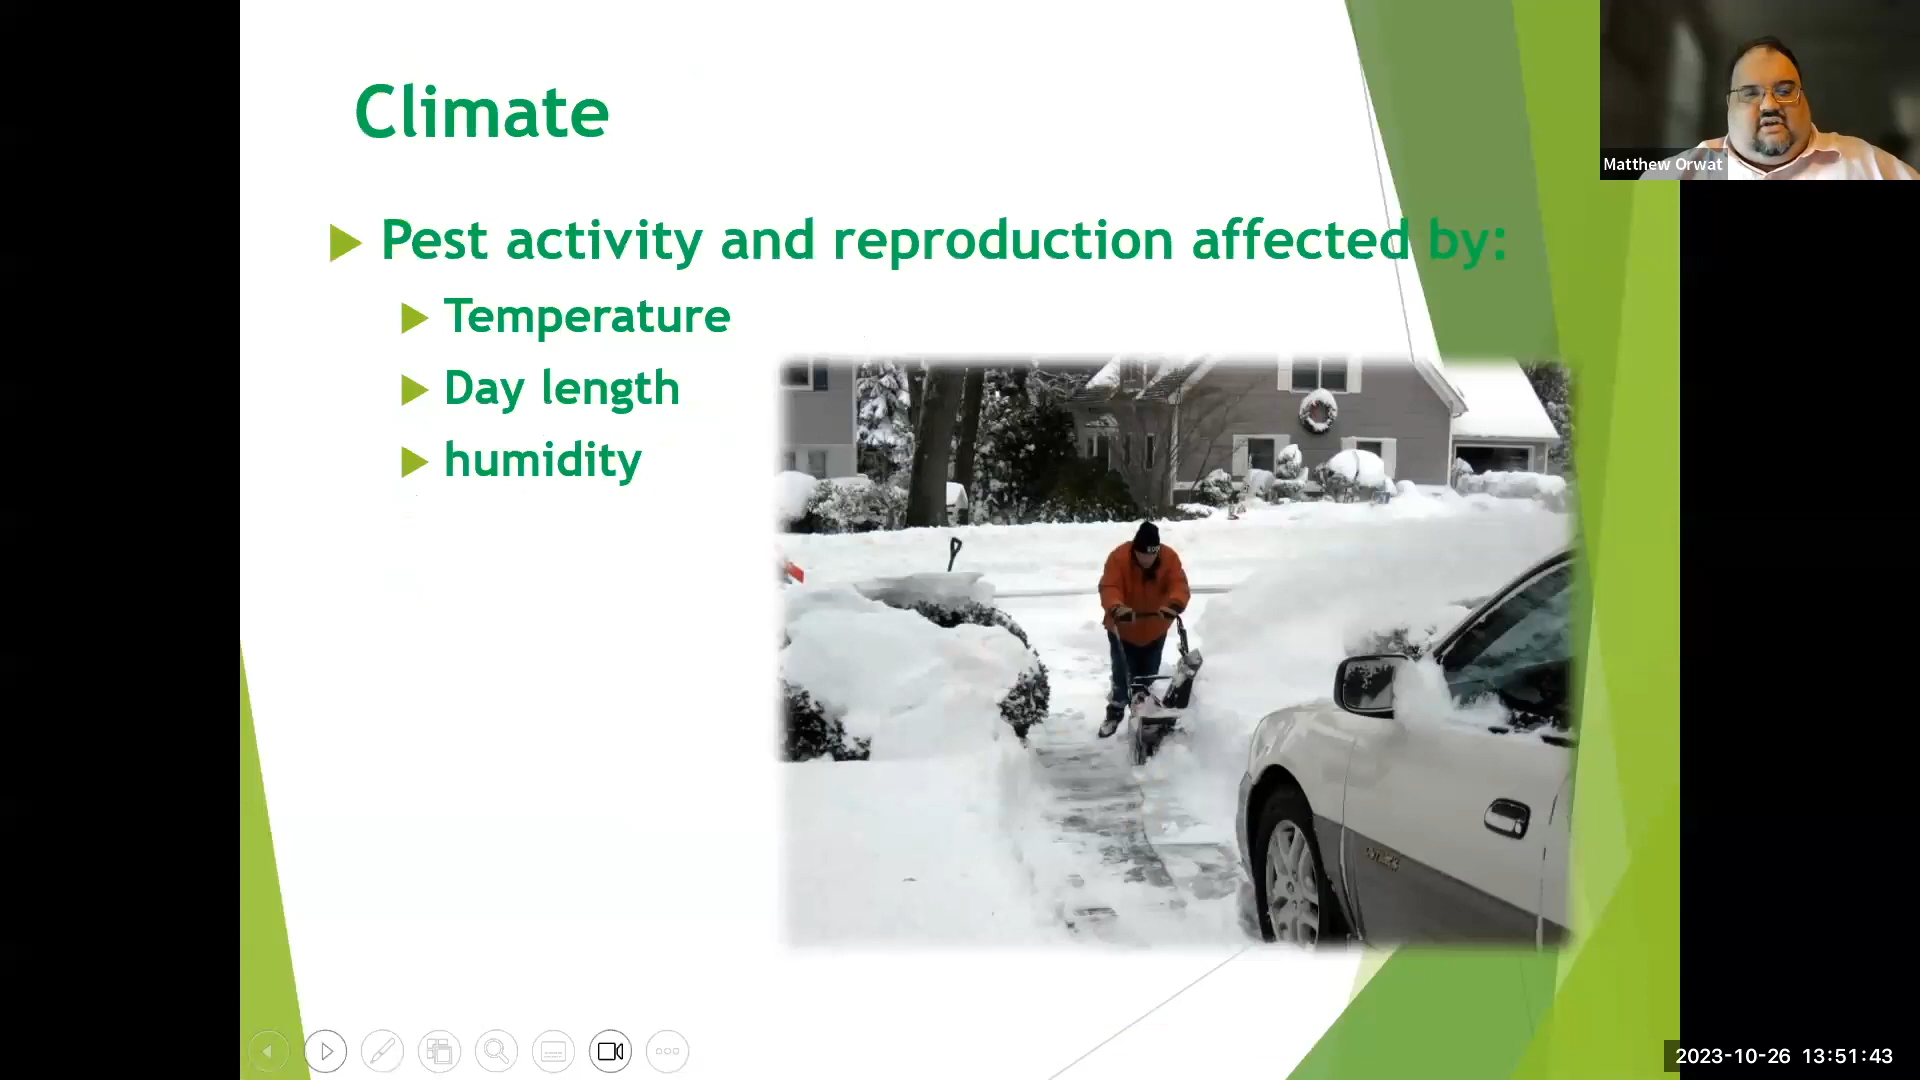 Climate
Matthew Orwat
Pest activity and reproduction affected by:
Temperature
Day length
humidity
2023-10-26 13:51:43